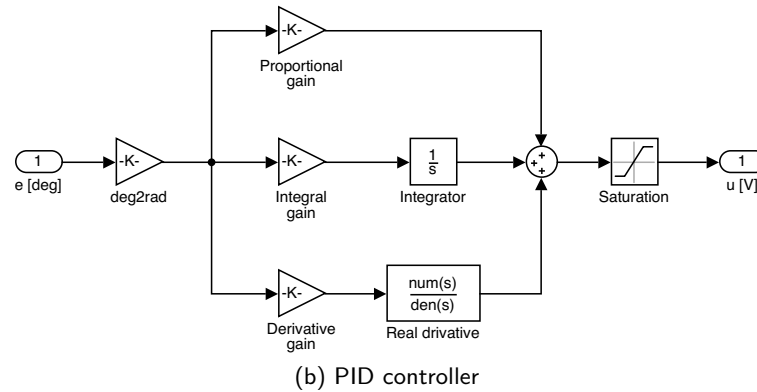 -K-
Proportional
gain
1
e [deg]
-K-
deg2rad
-K-
Integral
gain
1
s
Integrator
+
+
+
Saturation
1
u [V]
-K-
Derivative
gain
num(s)
den(s)
Real drivative
(b) PID controller